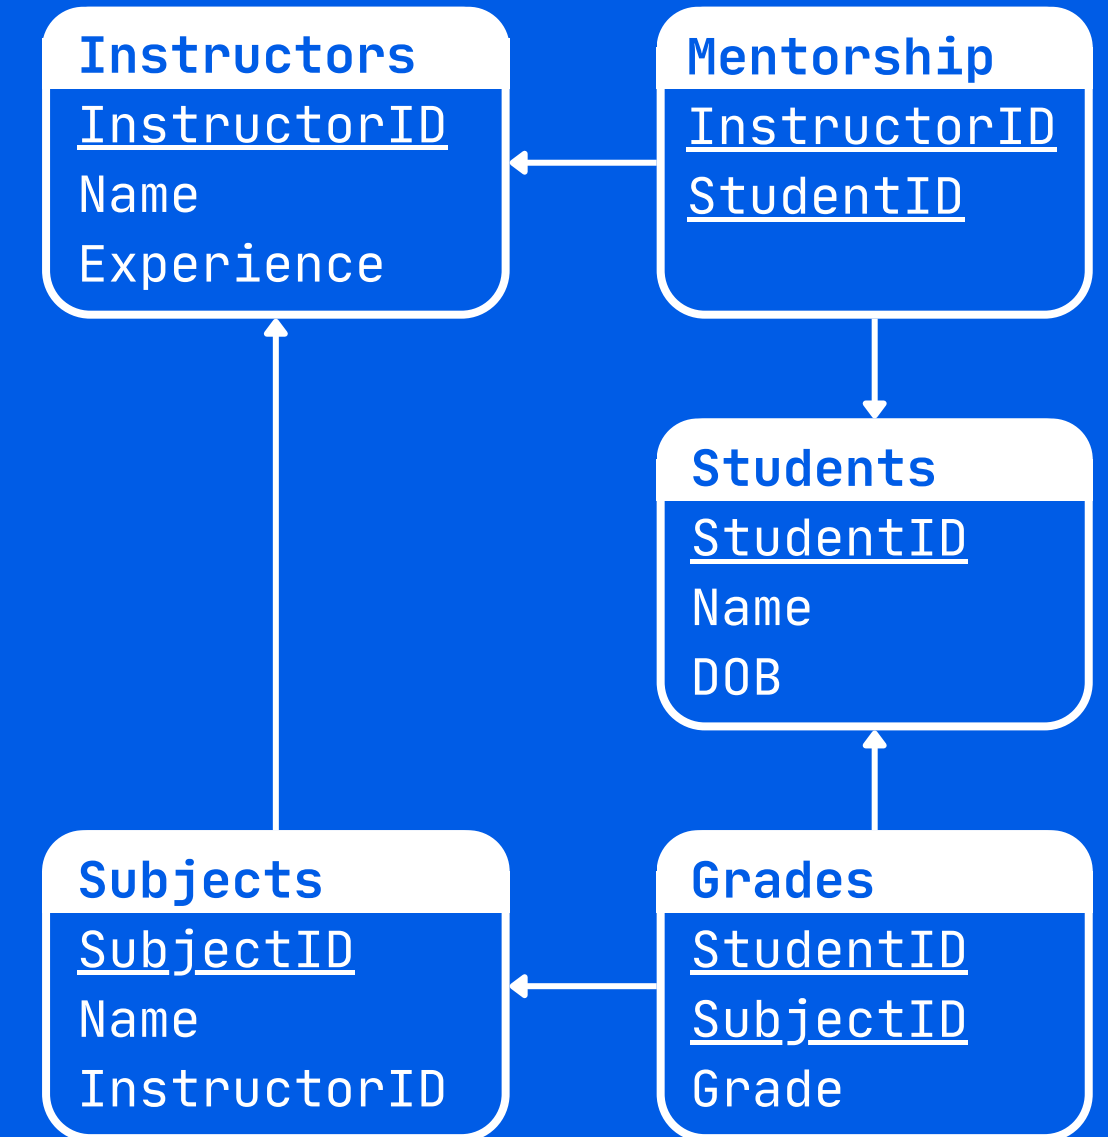 Instructors
InstructorID
Name
Experience
Mentorship
InstructorID
StudentID
Students
StudentID
Name
DOB
Subjects
SubjectID
Name
InstructorID
Grades
StudentID
SubjectID
Grade